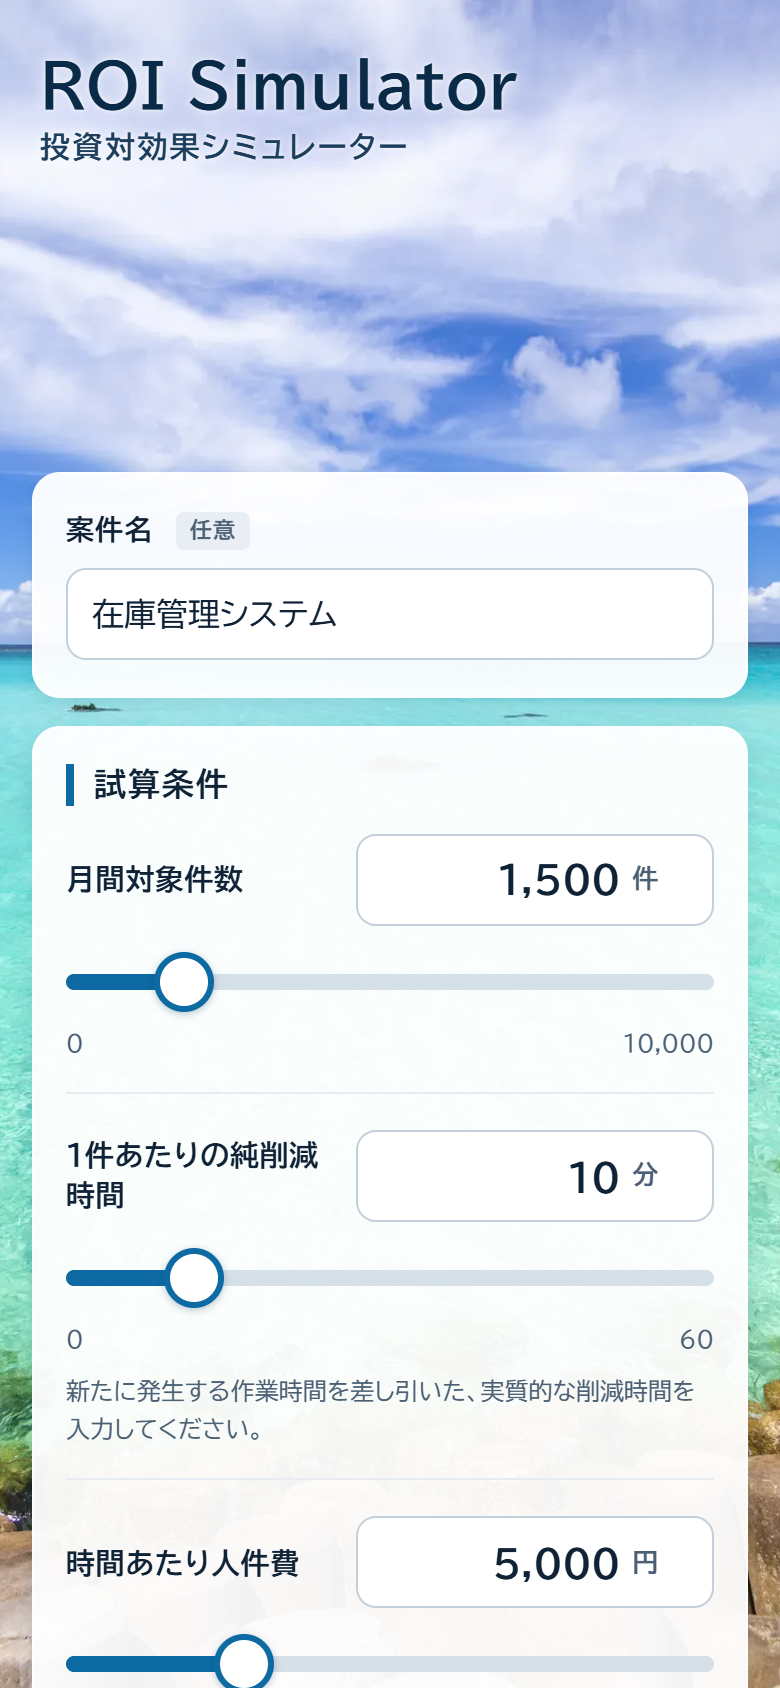 ROI Simulator
投資対効果シミュレーター
案件名 任意
在庫管理システム
試算条件
月間対象件数 1,500 件
0 10,000
1件あたりの純削減
時間
10 分
0 60
新たに発生する作業時間を差し引いた、実質的な削減時間を
入力してください。
時間あたり人件費 5,000 円